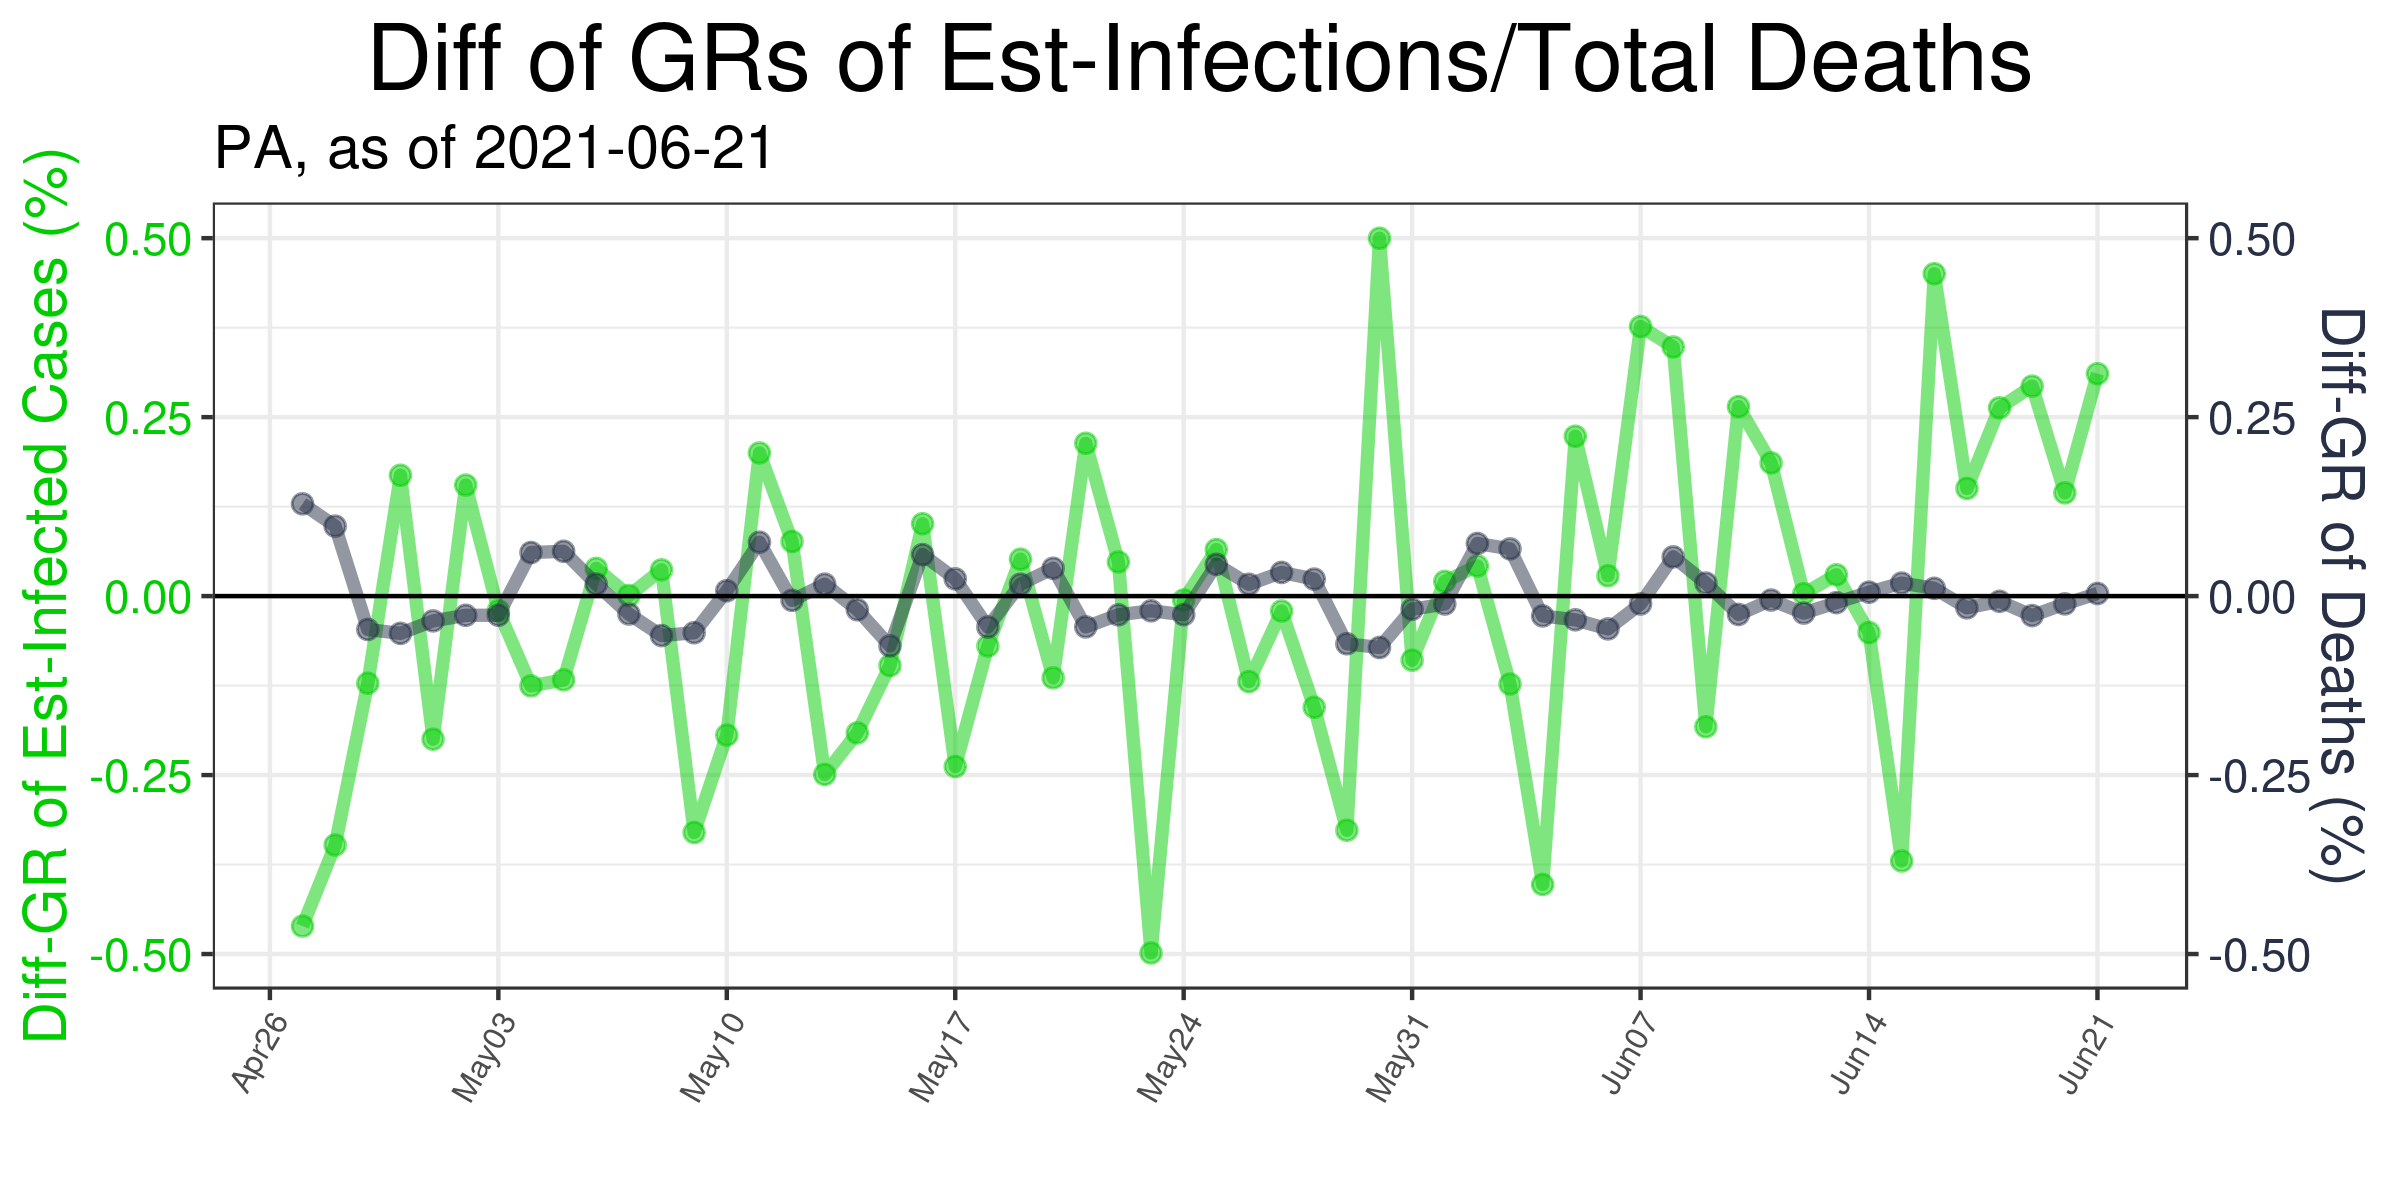 Diff of GRs of Est-Infections/Total Deaths
PA, as of 2021-06-21
Diff-GR of Est-Infected Cases (%)
0.50
0.25
0.00
-0.25
-0.50
0.50
0.25
0.00
-0.25
-0.50
Diff-GR of Deaths (%)
Apr26
May03
May10
May17
May24
May31
Jun07
Jun14
Jun21